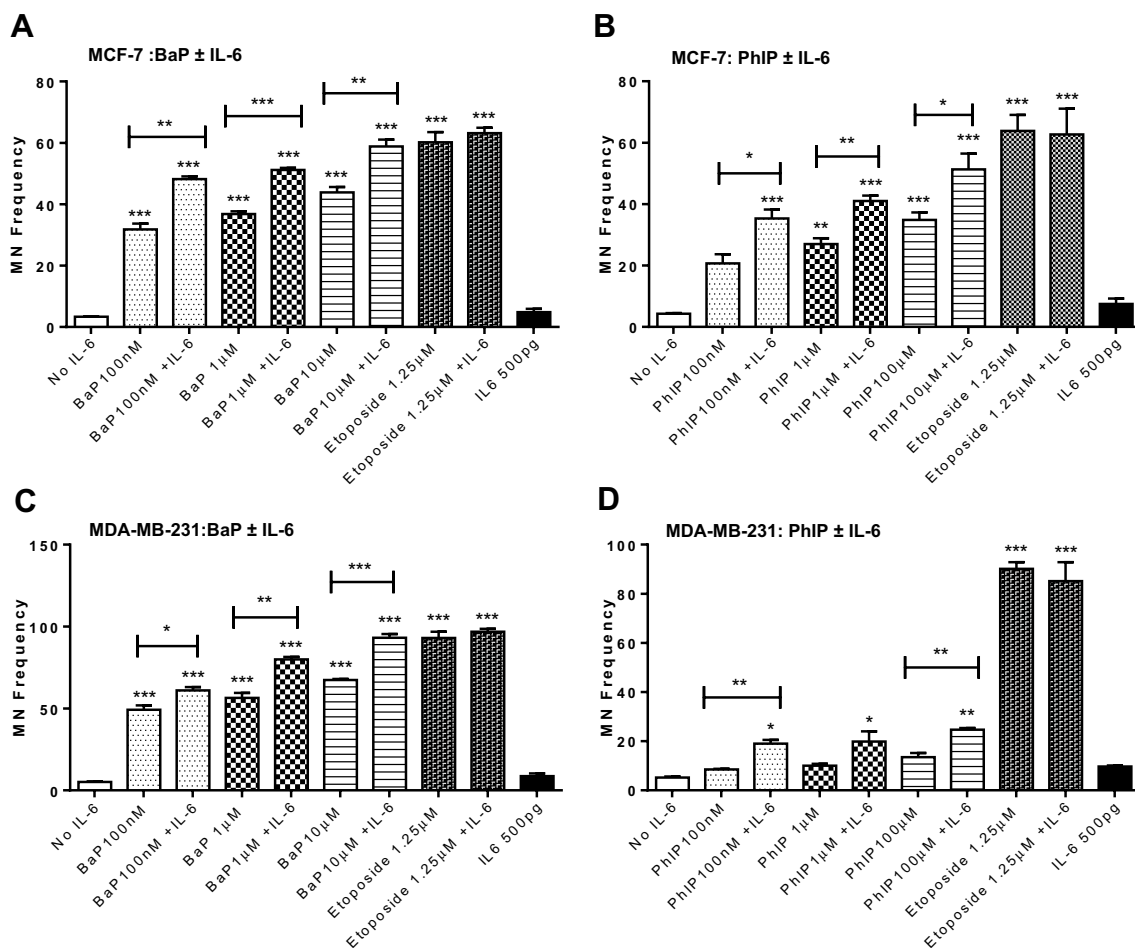 A
MCF-7 :BaP ± IL-6
MN Frequency
80
60
40
20
0
**
***
**
***
***
***
***
***
***
***
***
No IL-6
BaP100nM
BaP100nM +IL-6
BaP 1µM
BaP1µM +IL-6
BaP10µM
BaP10µM +IL-6
Etoposide 1.25µM
Etoposide 1.25µM +IL-6
IL6 500pg
B
MCF-7: PhIP ± IL-6
MN Frequency
80
60
40
20
0
*
**
*
***
**
***
***
***
***
***
No IL-6
PhIP100nM
PhIP100nM +IL-6
PhIP 1µM
PhIP1µM +IL-6
PhIP100µM
PhIP100µM +IL-6
Etoposide 1.25µM
Etoposide 1.25µM +IL-6
IL6 500pg
C
MDA-MB-231:BaP ± IL-6
MN Frequency
150
100
50
0
*
**
***
***
***
***
***
***
***
***
***
No IL-6
BaP100nM
BaP100nM +IL-6
BaP 1µM
BaP1µM +IL-6
BaP10µM
BaP10µM +IL-6
Etoposide 1.25µM
Etoposide 1.25µM +IL-6
IL6 500pg
D
MDA-MB-231: PhIP ± IL-6
MN Frequency
100
80
60
40
20
0
**
**
*
*
**
***
***
No IL-6
PhIP100nM
PhIP100nM +IL-6
PhIP 1µM
PhIP1µM +IL-6
PhIP100µM
PhIP100µM +IL-6
Etoposide 1.25µM
Etoposide 1.25µM +IL-6
IL-6 500pg